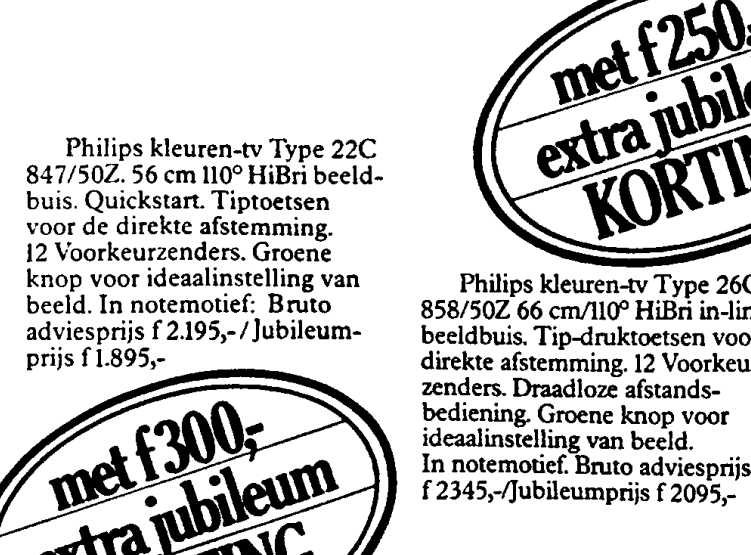 Philips kleuren-tv Type 22C
847/50Z. 56 cm 110° HiBri beeld-
buis. Quickstart. Tiptoetsen
voor de direkte afstemming.
12 Voorkeurzenders. Groene
knop voor ideaalinstelling van
beeld. In notemotief: Bruto
adviesprijs f 2.195,- / Jubileum-
prijs f 1.895,-
met f300,-
extra jubileum
met f250,-
extra
Philips kleuren-tv Type 26C
858/50Z 66 cm/110° HiBri in-lin
beeldbuis. Tip-druktoetsen voo
direkte afstemming. 12 Voorkeu
zenders. Draadloze afstands-
bediening. Groene knop voor
ideaalinstelling van beeld.
In notemotief. Bruto adviesprijs
f 2345,-/Jubileumprijs f 2095,-